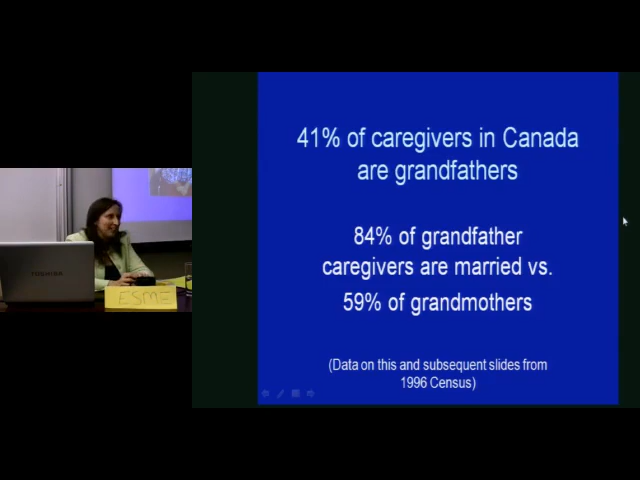 41% of caregivers in Canada
are grandfathers
84% of grandfather
caregivers are married vs.
59% of grandmothers
(Data on this and subsequent slides from
1996 Census)
TOSHIBA
ESME